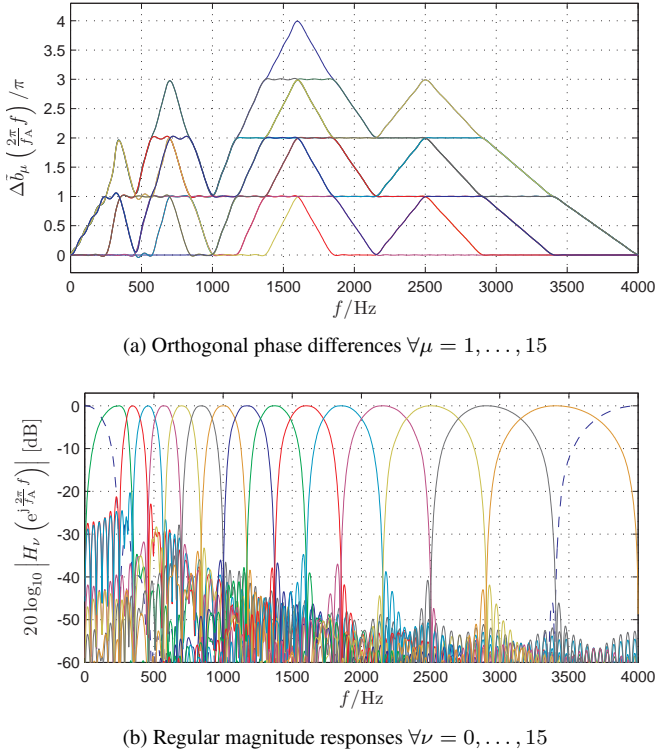 4
3.5
3
2.5
2
1.5
1
0.5
0
Δb̃_μ (2π/f_A f) /π
0 500 1000 1500 2000 2500 3000 3500 4000
f/Hz
(a) Orthogonal phase differences ∀μ = 1, . . . , 15
0
-10
-20
-30
-40
-50
-60
20 log₁₀ |H_ν (e^{j 2π/f_A f})| [dB]
0 500 1000 1500 2000 2500 3000 3500 4000
f/Hz
(b) Regular magnitude responses ∀ν = 0, . . . , 15